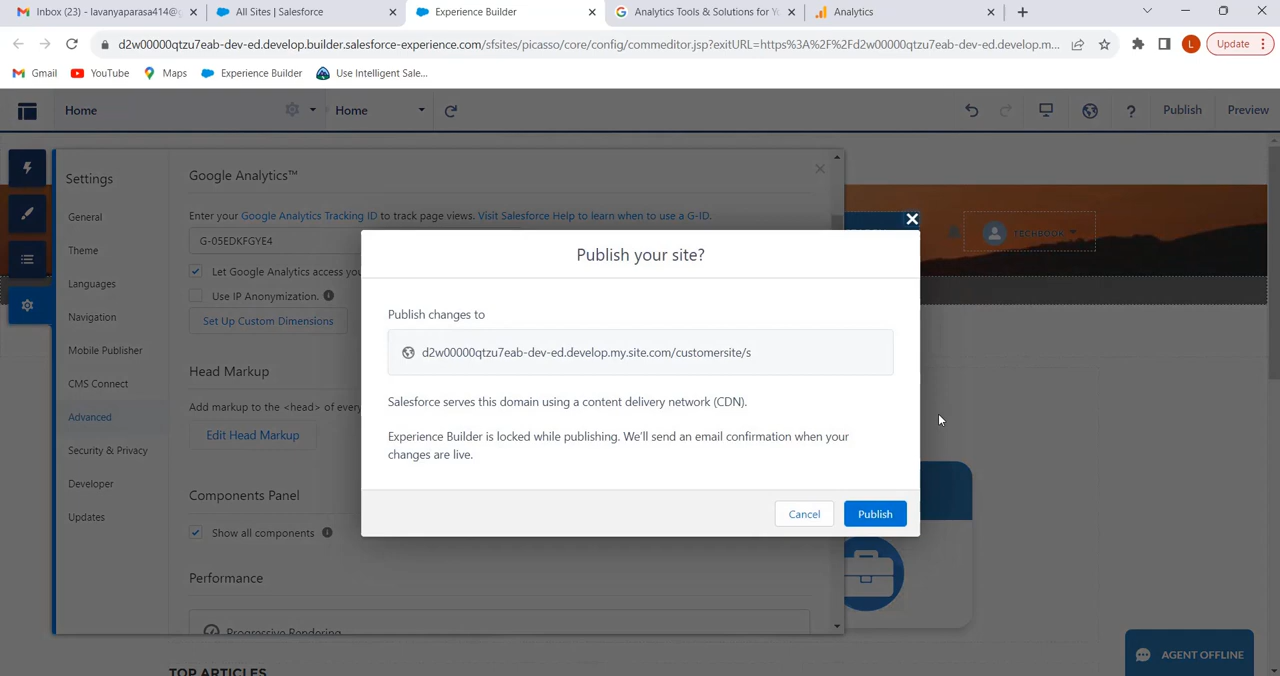 Inbox (23) - lavanyaparasa414@g
All Sites | Salesforce
Experience Builder
Analytics Tools & Solutions for Yo
Analytics
d2w00000qtzu7eab-dev-ed.develop.builder.salesforce-experience.com/sfsites/picasso/core/config/commeditor.jsp?exitURL=https%3A%2F%2Fd2w00000qtzu7eab-dev-ed.develop.m...
L
Update
Gmail
YouTube
Maps
Experience Builder
Use Intelligent Sale...
Home
Home
?
Publish
Preview
Settings
General
Theme
Languages
Navigation
Mobile Publisher
CMS Connect
Advanced
Security & Privacy
Developer
Updates
Google Analytics™
Enter your Google Analytics Tracking ID to track page views. Visit Salesforce Help to learn when to use a G-ID.
G-05EDKFGYE4
Let Google Analytics access you
Use IP Anonymization.
Set Up Custom Dimensions
Head Markup
Add markup to the <head> of every
Edit Head Markup
Components Panel
Show all components
Performance
Progressive Rendering
TECHBOOK
Publish your site?
Publish changes to
d2w00000qtzu7eab-dev-ed.develop.my.site.com/customersite/s
Salesforce serves this domain using a content delivery network (CDN).
Experience Builder is locked while publishing. We'll send an email confirmation when your
changes are live.
Cancel
Publish
TOP ARTICLES
AGENT OFFLINE